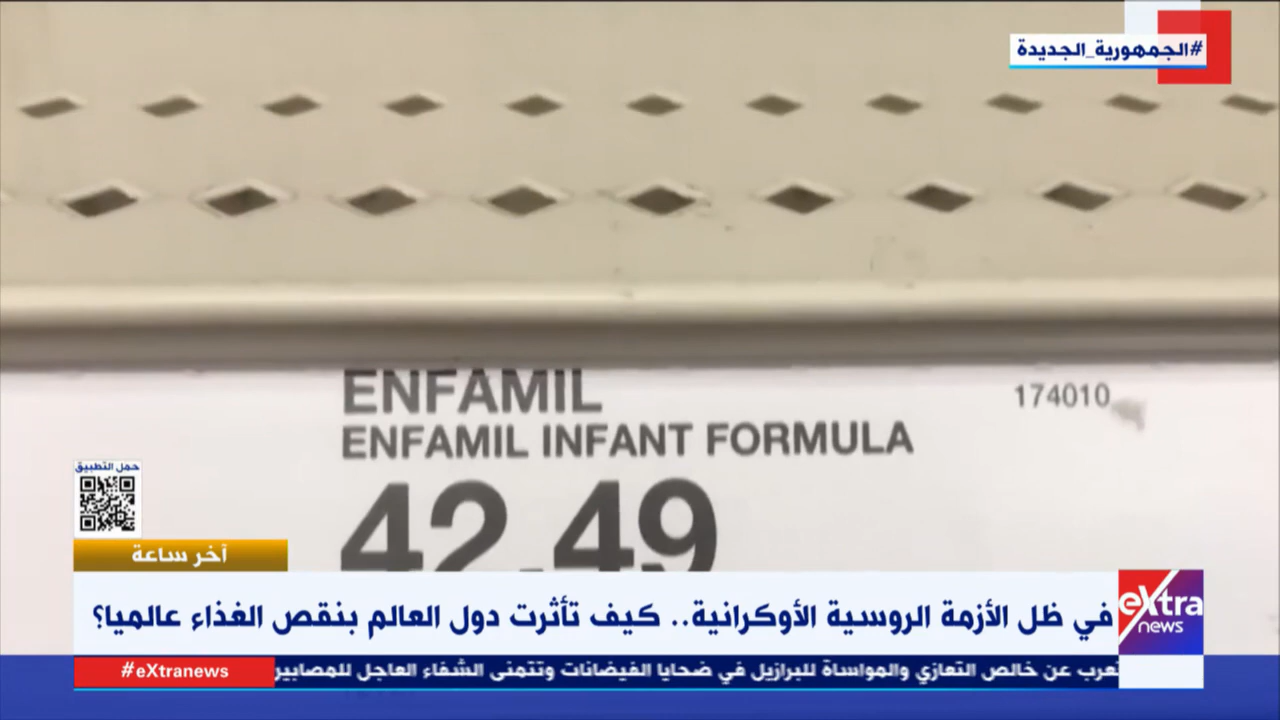 #الجمهورية_الجديدة
ENFAMIL
174010
ENFAMIL INFANT FORMULA
42.49
حمل التطبيق
آخر ساعة
في ظل الأزمة الروسية الأوكرانية.. كيف تأثرت دول العالم بنقص الغذاء عالميا؟
eXtra
news
#eXtranews
تعرب عن خالص التعازي والمواساة للبرازيل في ضحايا الفيضانات وتتمنى الشفاء العاجل للمصابين